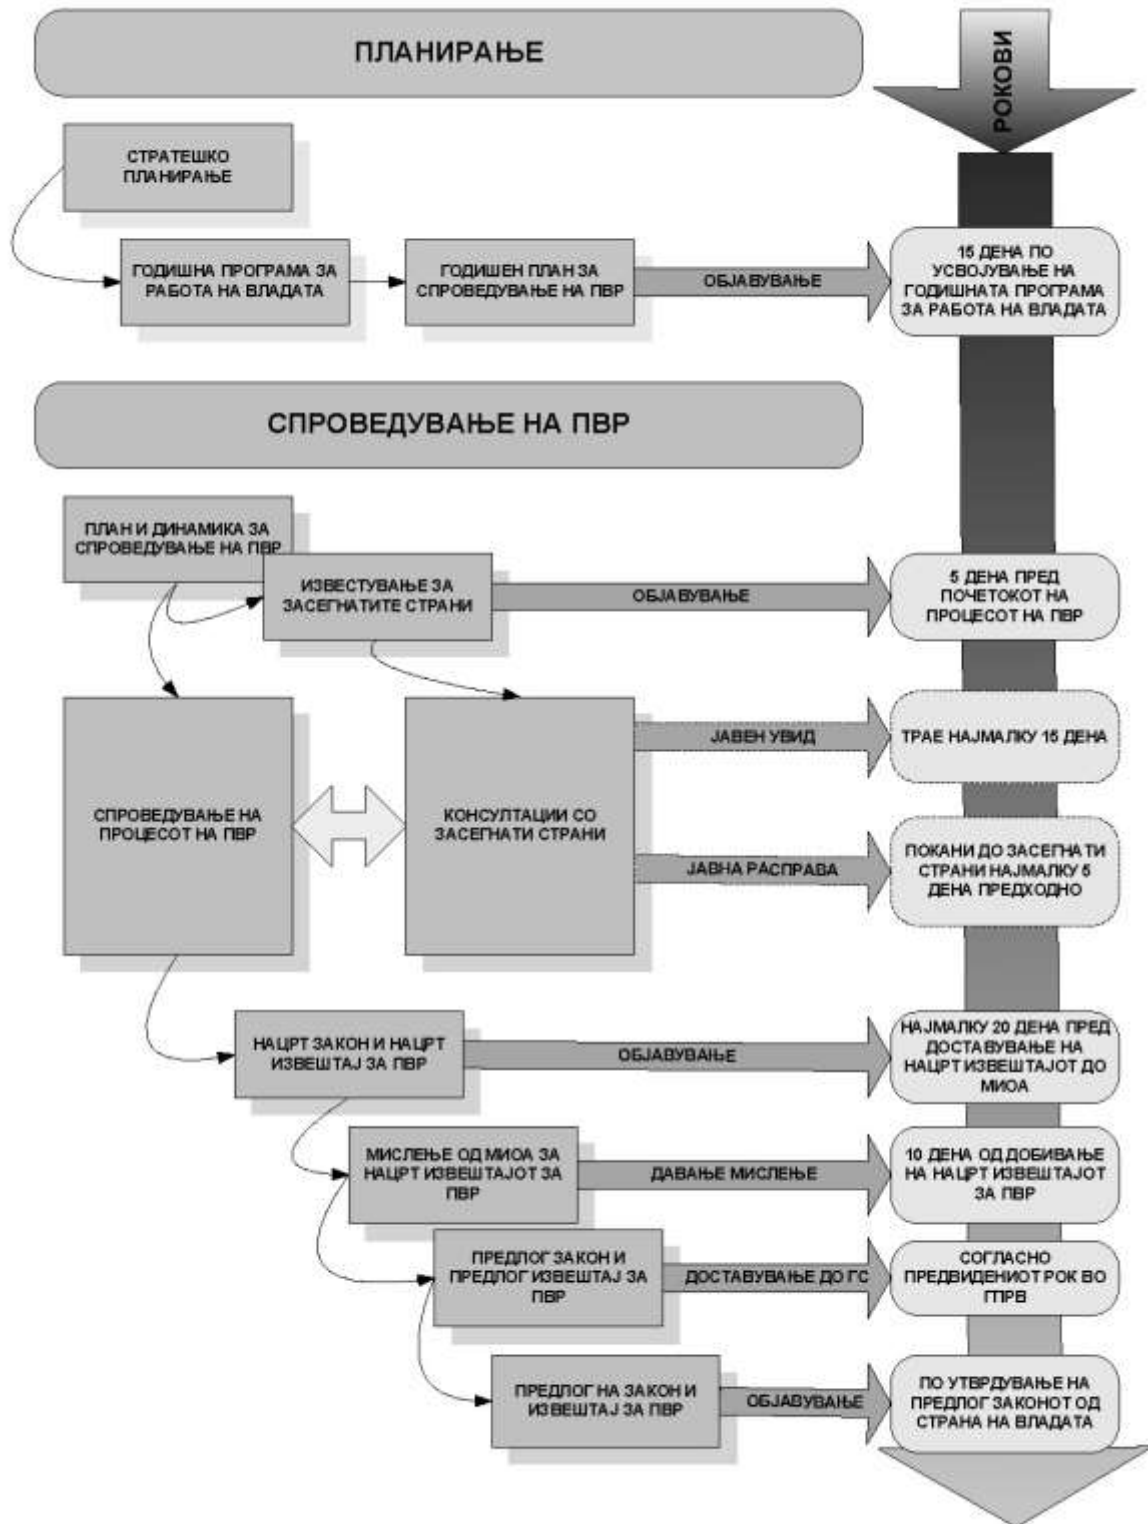 ПЛАНИРАЊЕ
РОКОВИ
СТРАТЕШКО
ПЛАНИРАЊЕ
ГОДИШНА ПРОГРАМА ЗА
РАБОТА НА ВЛАДАТА
ГОДИШЕН ПЛАН ЗА
СПРОВЕДУВАЊЕ НА ПВР
ОБЈАВУВАЊЕ
15 ДЕНА ПО
УСВОЈУВАЊЕ НА
ГОДИШНАТА ПРОГРАМА
ЗА РАБОТА НА ВЛАДАТА
СПРОВЕДУВАЊЕ НА ПВР
ПЛАН И ДИНАМИКА ЗА
СПРОВЕДУВАЊЕ НА ПВР
ИЗВЕСТУВАЊЕ ЗА
ЗАСЕГНАТИТЕ СТРАНИ
ОБЈАВУВАЊЕ
5 ДЕНА ПРЕД
ПОЧЕТОКОТ НА
ПРОЦЕСОТ НА ПВР
СПРОВЕДУВАЊЕ НА
ПРОЦЕСОТ НА ПВР
КОНСУЛТАЦИИ СО
ЗАСЕГНАТИ СТРАНИ
ЈАВЕН УВИД
ТРАЕ НАЈМАЛКУ 15 ДЕНА
ЈАВНА РАСПРАВА
ПОКАНИ ДО ЗАСЕГНАТИ
СТРАНИ НАЈМАЛКУ 5
ДЕНА ПРЕДХОДНО
НАЦРТ ЗАКОН И НАЦРТ
ИЗВЕШТАЈ ЗА ПВР
ОБЈАВУВАЊЕ
НАЈМАЛКУ 20 ДЕНА ПРЕД
ДОСТАВУВАЊЕ НА
НАЦРТ ИЗВЕШТАЈОТ ДО
МИОА
МИСЛЕЊЕ ОД МИОА ЗА
НАЦРТ ИЗВЕШТАЈОТ ЗА
ПВР
ДАВАЊЕ МИСЛЕЊЕ
10 ДЕНА ОД ДОБИВАЊЕ
НА НАЦРТ ИЗВЕШТАЈОТ
ЗА ПВР
ПРЕДЛОГ ЗАКОН И
ПРЕДЛОГ ИЗВЕШТАЈ ЗА
ПВР
ДОСТАВУВАЊЕ ДО ГС
СОГЛАСНО
ПРЕДВИДЕНИОТ РОК ВО
ГПРВ
ПРЕДЛОГ НА ЗАКОН И
ИЗВЕШТАЈ ЗА ПВР
ОБЈАВУВАЊЕ
ПО УТВРДУВАЊЕ НА
ПРЕДЛОГ ЗАКОНОТ ОД
СТРАНА НА ВЛАДАТА